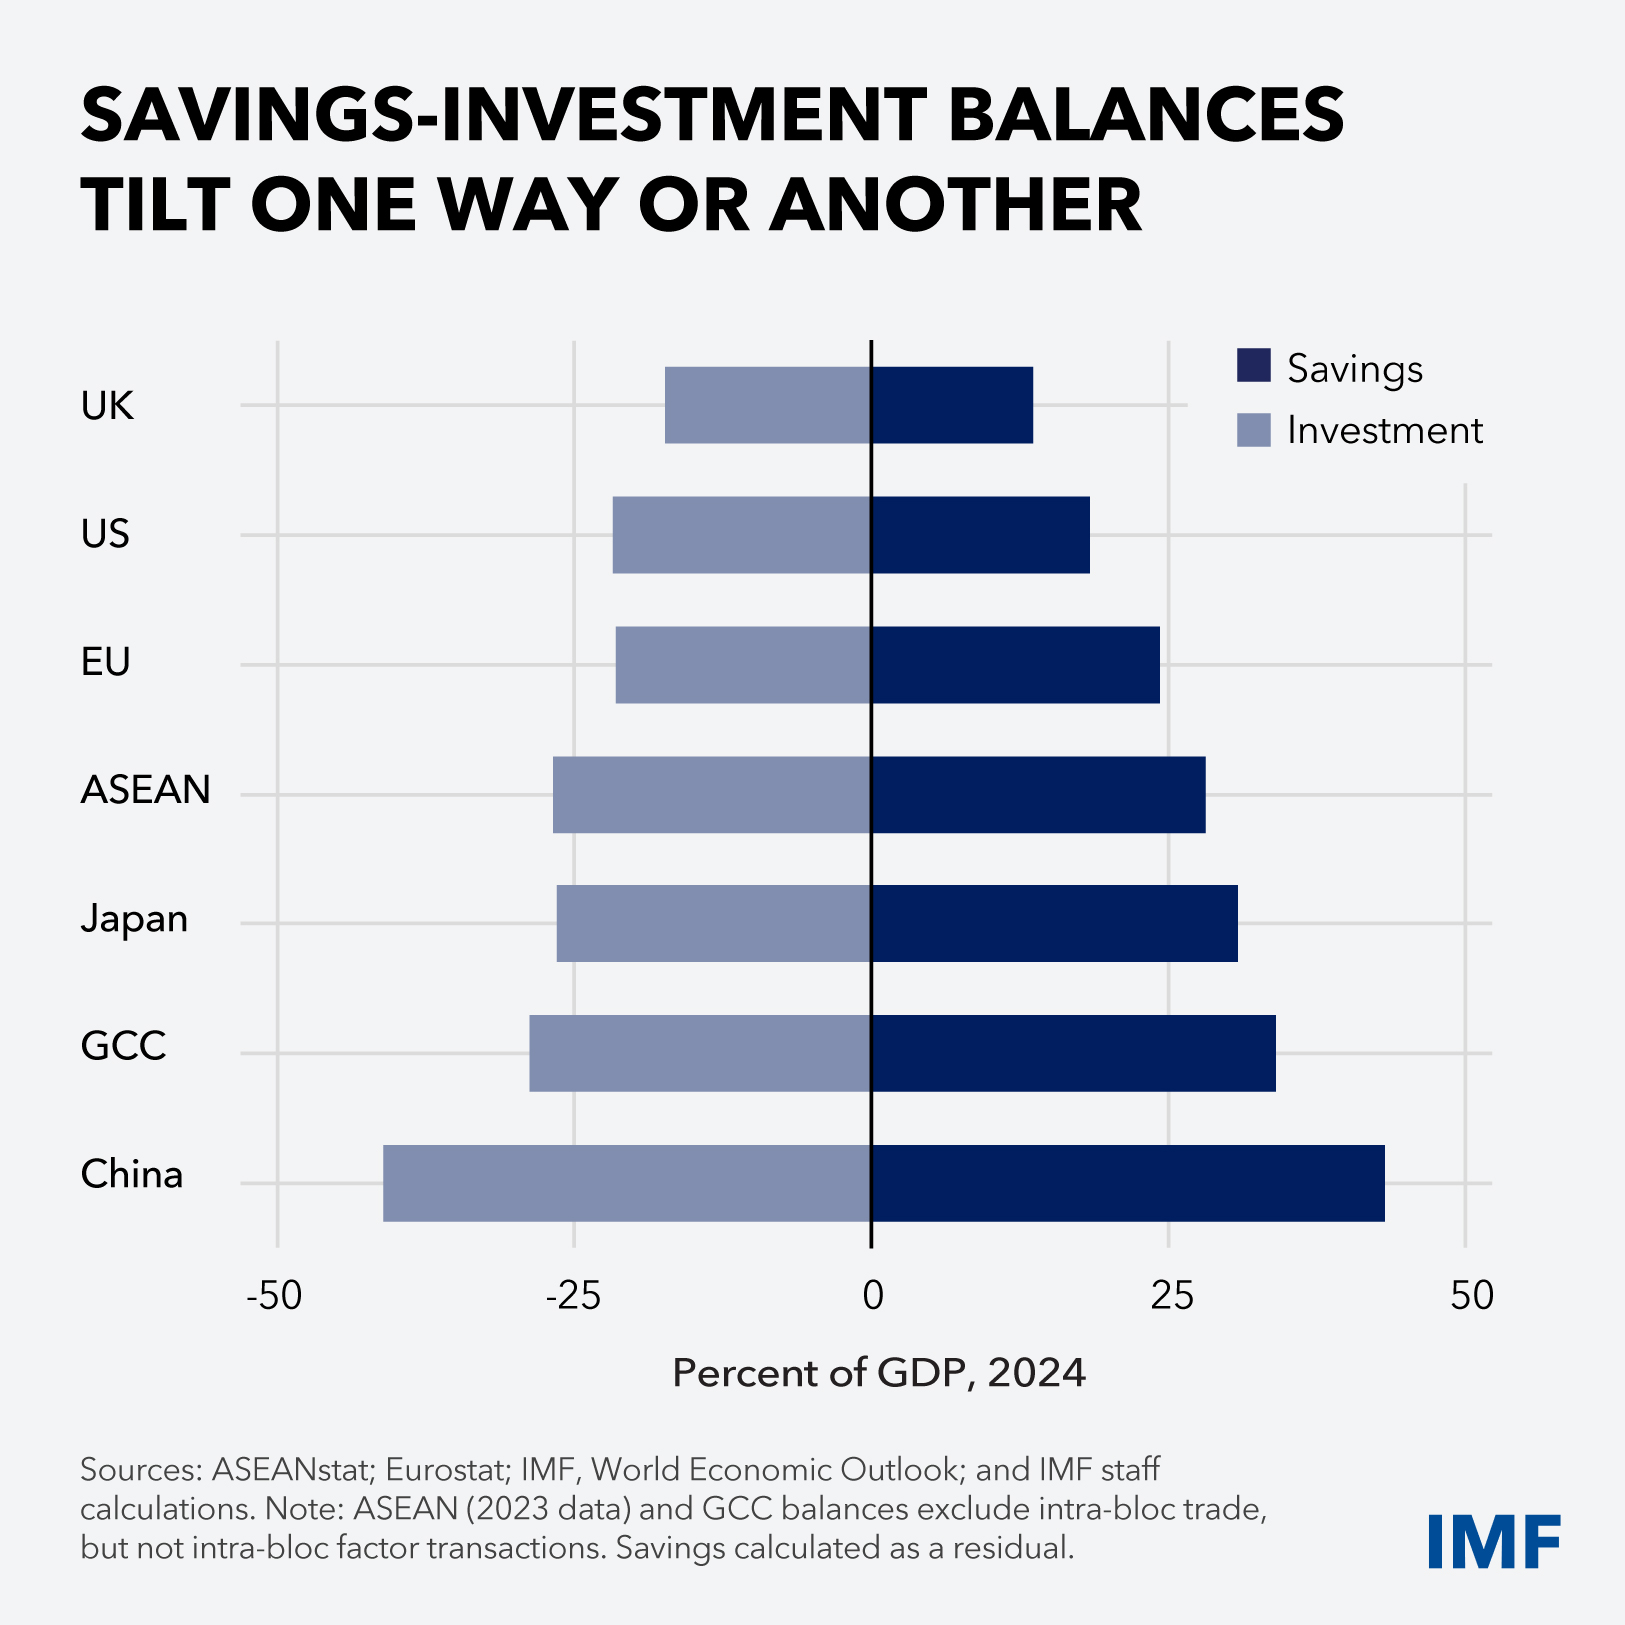 SAVINGS-INVESTMENT BALANCES
TILT ONE WAY OR ANOTHER
Savings
Investment
UK
US
EU
ASEAN
Japan
GCC
China
-50
-25
0
25
50
Percent of GDP, 2024
Sources: ASEANstat; Eurostat; IMF, World Economic Outlook; and IMF staff
calculations. Note: ASEAN (2023 data) and GCC balances exclude intra-bloc trade,
but not intra-bloc factor transactions. Savings calculated as a residual.
IMF